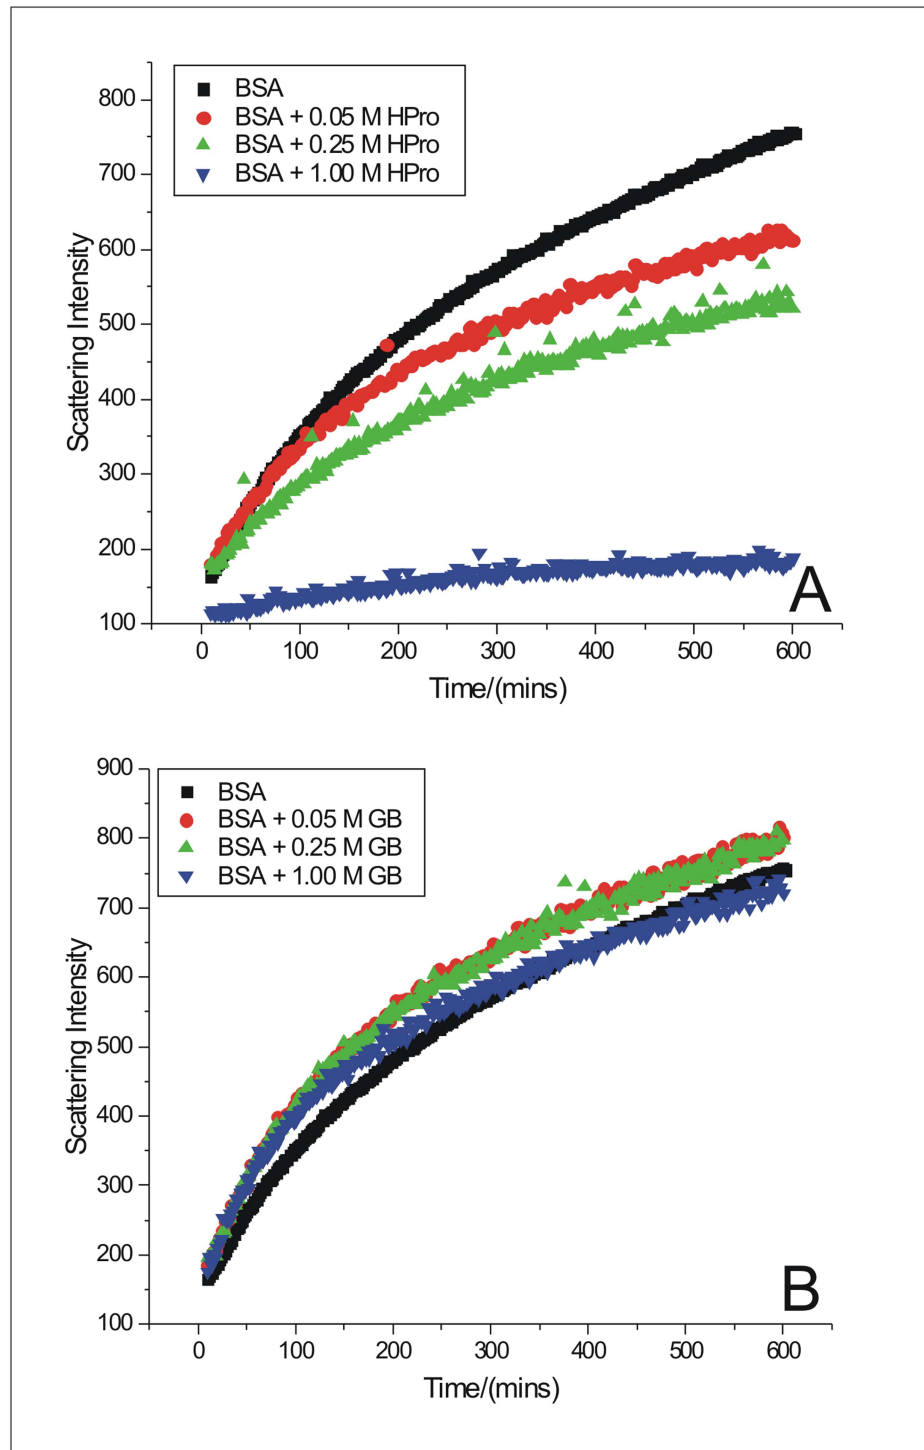 BSA
BSA + 0.05 M HPro
BSA + 0.25 M HPro
BSA + 1.00 M HPro
800
700
600
500
400
300
200
100
Scattering Intensity
A
0 100 200 300 400 500 600
Time/(mins)
900
BSA
BSA + 0.05 M GB
BSA + 0.25 M GB
BSA + 1.00 M GB
800
700
600
500
400
300
200
100
Scattering Intensity
B
0 100 200 300 400 500 600
Time/(mins)